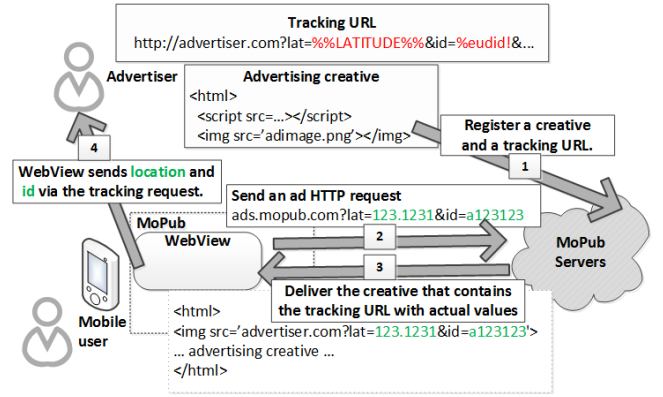 Tracking URL
http://advertiser.com?lat=%%LATITUDE%%&id=%eudid!&...
Advertiser
Advertising creative
<html>
<script src=...></script>
<img src='adimage.png'></img>
Register a creative
and a tracking URL.
1
4
WebView sends location and
id via the tracking request.
Send an ad HTTP request
ads.mopub.com?lat=123.1231&id=a123123
MoPub
WebView
2
3
MoPub
Servers
Deliver the creative that contains
the tracking URL with actual values
Mobile
user
<html>
<img src='advertiser.com?lat=123.1231&id=a123123'>
... advertising creative ...
</html>